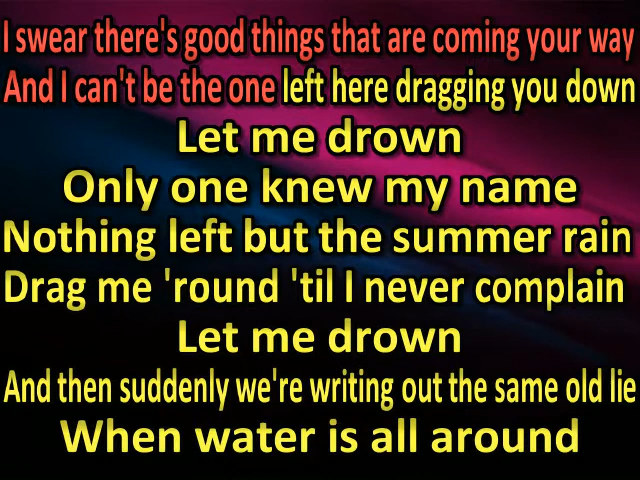 I swear there's good things that are coming your way
And I can't be the one left here dragging you down
Let me drown
Only one knew my name
Nothing left but the summer rain
Drag me 'round 'til I never complain
Let me drown
And then suddenly we're writing out the same old lie
When water is all around